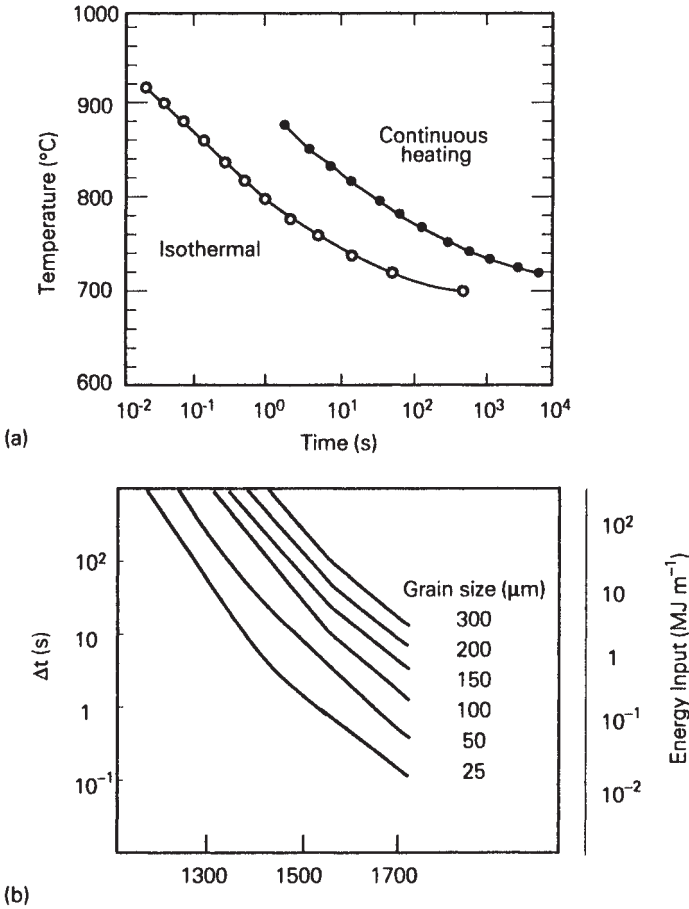 1000
900
800
700
600
Temperature (°C)
Continuous
heating
Isothermal
10⁻² 10⁻¹ 10⁰ 10¹ 10² 10³ 10⁴
Time (s)
(a)
10²
10
1
10⁻¹
Δt (s)
Grain size (μm)
300
200
150
100
50
25
10²
10
1
10⁻¹
10⁻²
Energy Input (MJ m⁻¹)
1300 1500 1700
(b)